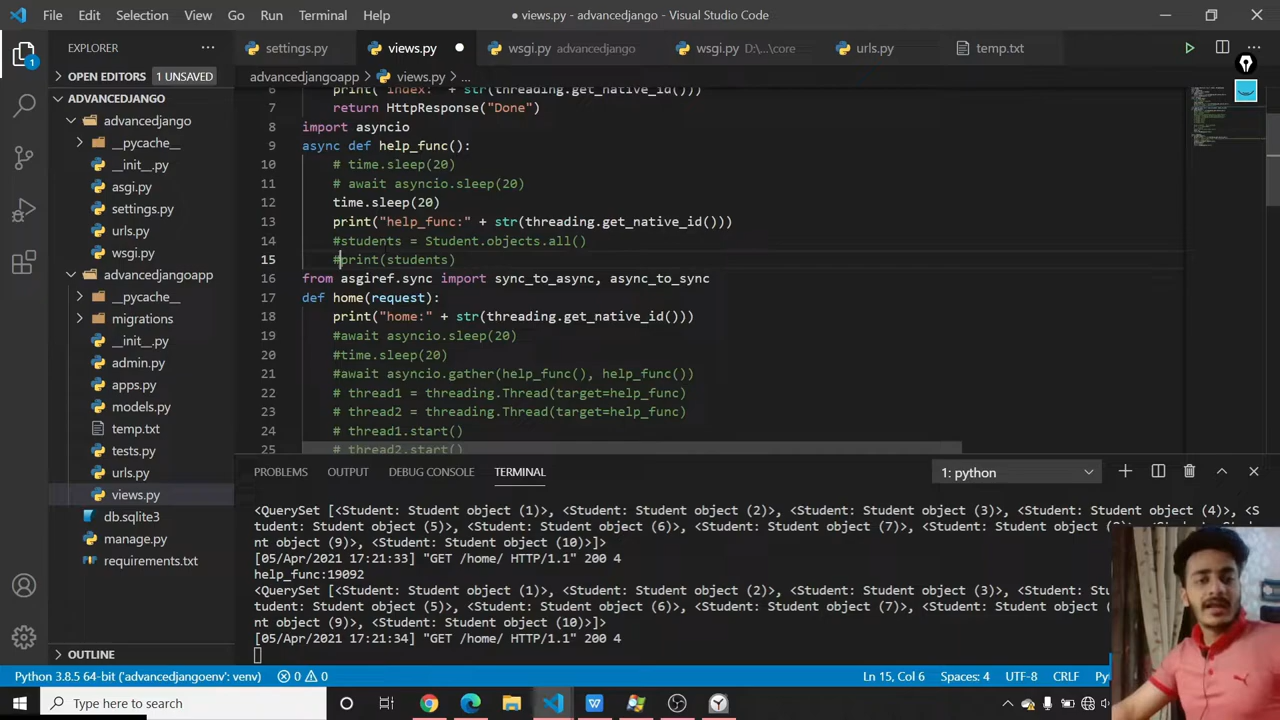 File Edit Selection View Go Run Terminal Help
● views.py - advancedjango - Visual Studio Code
EXPLORER
settings.py views.py wsgi.py advancedjango wsgi.py D:\...\core urls.py temp.txt
OPEN EDITORS 1 UNSAVED
advancedjangoapp > views.py > ...
ADVANCEDJANGO
advancedjango
__pycache__
__init__.py
asgi.py
settings.py
urls.py
wsgi.py
advancedjangoapp
__pycache__
migrations
__init__.py
admin.py
apps.py
models.py
temp.txt
tests.py
urls.py
views.py
db.sqlite3
manage.py
requirements.txt
OUTLINE
6 print("index:" + str(threading.get_native_id()))
7 return HttpResponse("Done")
8 import asyncio
9 async def help_func():
10 # time.sleep(20)
11 # await asyncio.sleep(20)
12 time.sleep(20)
13 print("help_func:" + str(threading.get_native_id()))
14 #students = Student.objects.all()
15 #print(students)
16 from asgiref.sync import sync_to_async, async_to_sync
17 def home(request):
18 print("home:" + str(threading.get_native_id()))
19 #await asyncio.sleep(20)
20 #time.sleep(20)
21 #await asyncio.gather(help_func(), help_func())
22 # thread1 = threading.Thread(target=help_func)
23 # thread2 = threading.Thread(target=help_func)
24 # thread1.start()
25 # thread2.start()
PROBLEMS OUTPUT DEBUG CONSOLE TERMINAL 1: python
<QuerySet [<Student: Student object (1)>, <Student: Student object (2)>, <Student: Student object (3)>, <Student: Student object (4)>, <S
tudent: Student object (5)>, <Student: Student object (6)>, <Student: Student object (7)>, <Student: Student
nt object (9)>, <Student: Student object (10)>]>
[05/Apr/2021 17:21:33] "GET /home/ HTTP/1.1" 200 4
help_func:19092
<QuerySet [<Student: Student object (1)>, <Student: Student object (2)>, <Student: Student object (3)>,
tudent: Student object (5)>, <Student: Student object (6)>, <Student: Student object (7)>,
nt object (9)>, <Student: Student object (10)>]>
[05/Apr/2021 17:21:34] "GET /home/ HTTP/1.1" 200 4
Python 3.8.5 64-bit ('advancedjangoenv': venv) 0 0 Ln 15, Col 6 Spaces: 4 UTF-8 CRLF
Type here to search